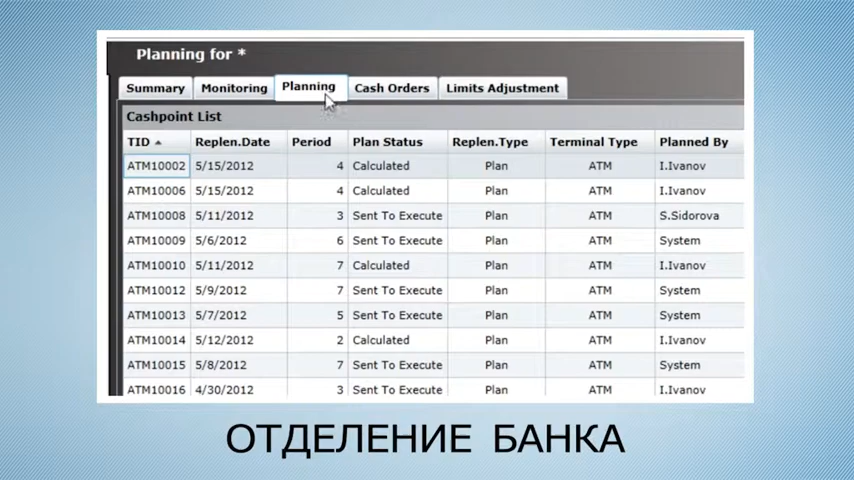 Planning for *
Summary Monitoring Planning Cash Orders Limits Adjustment
Cashpoint List
TID Replen.Date Period Plan Status Replen.Type Terminal Type Planned By
ATM10002 5/15/2012 4 Calculated Plan ATM I.Ivanov
ATM10006 5/15/2012 4 Calculated Plan ATM I.Ivanov
ATM10008 5/11/2012 3 Sent To Execute Plan ATM S.Sidorova
ATM10009 5/6/2012 6 Sent To Execute Plan ATM System
ATM10010 5/11/2012 7 Calculated Plan ATM I.Ivanov
ATM10012 5/9/2012 7 Sent To Execute Plan ATM System
ATM10013 5/7/2012 5 Sent To Execute Plan ATM System
ATM10014 5/12/2012 2 Calculated Plan ATM I.Ivanov
ATM10015 5/8/2012 7 Sent To Execute Plan ATM System
ATM10016 4/30/2012 3 Sent To Execute Plan ATM I.Ivanov
ОТДЕЛЕНИЕ БАНКА